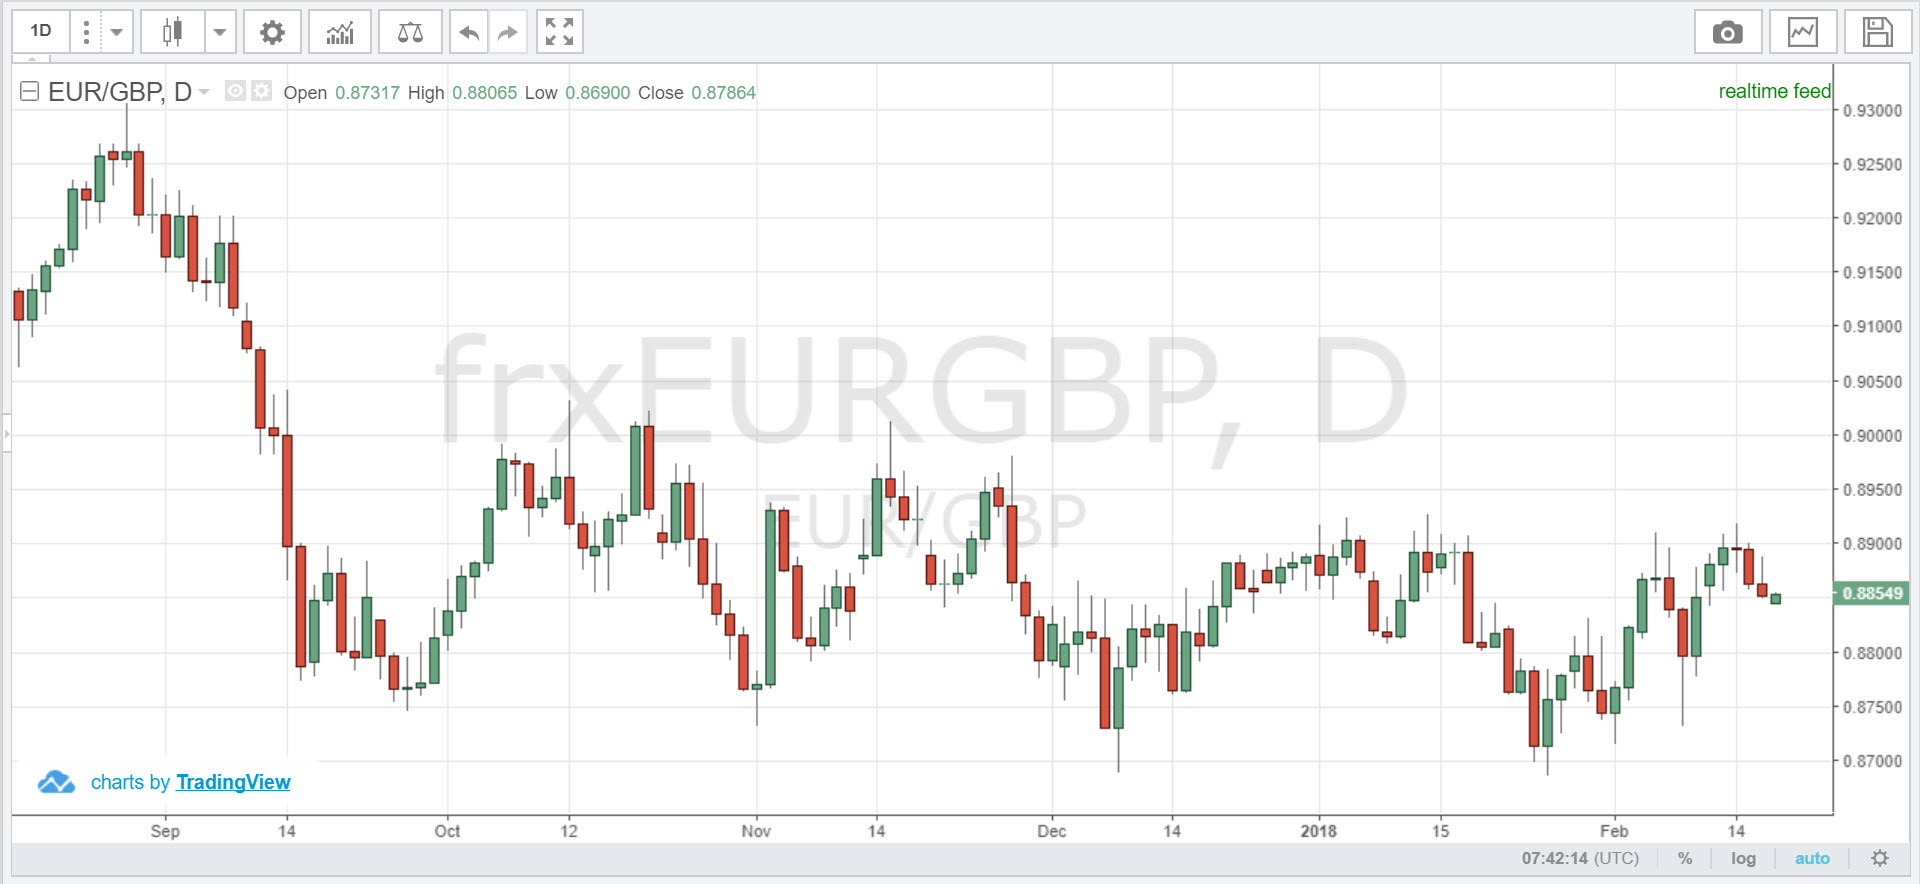 1D
EUR/GBP, D Open 0.87317 High 0.88065 Low 0.86900 Close 0.87864
realtime feed
0.93000
0.92500
0.92000
0.91500
0.91000
0.90500
0.90000
0.89500
0.89000
0.88549
0.88000
0.87500
0.87000
frxEURGBP, D
EUR/GBP
charts by TradingView
Sep 14 Oct 12 Nov 14 Dec 14 2018 15 Feb 14
07:42:14 (UTC) % log auto